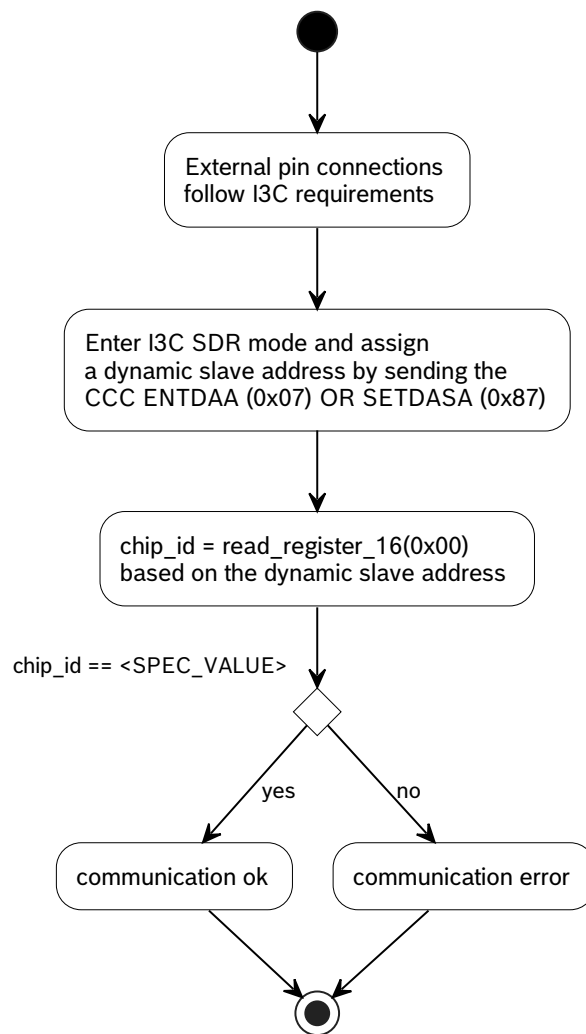 External pin connections
follow I3C requirements
Enter I3C SDR mode and assign
a dynamic slave address by sending the
CCC ENTDAA (0x07) OR SETDASA (0x87)
chip_id = read_register_16(0x00)
based on the dynamic slave address
chip_id == <SPEC_VALUE>
yes
no
communication ok
communication error